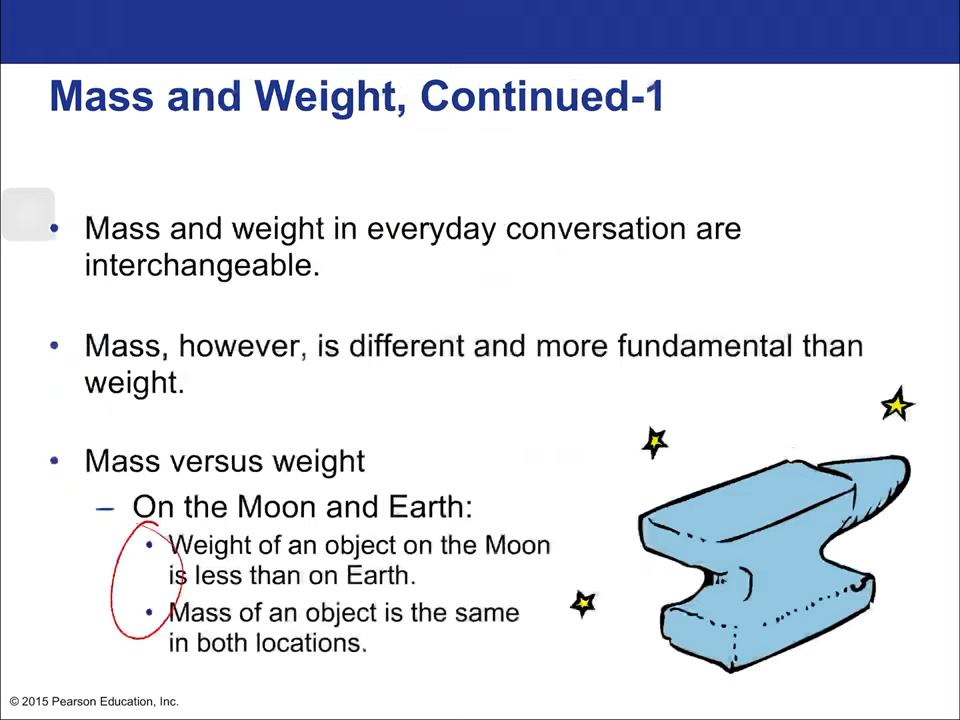 Mass and Weight, Continued-1
• Mass and weight in everyday conversation are
interchangeable.
• Mass, however, is different and more fundamental than
weight.
• Mass versus weight
– On the Moon and Earth:
• Weight of an object on the Moon
is less than on Earth.
• Mass of an object is the same
in both locations.
© 2015 Pearson Education, Inc.